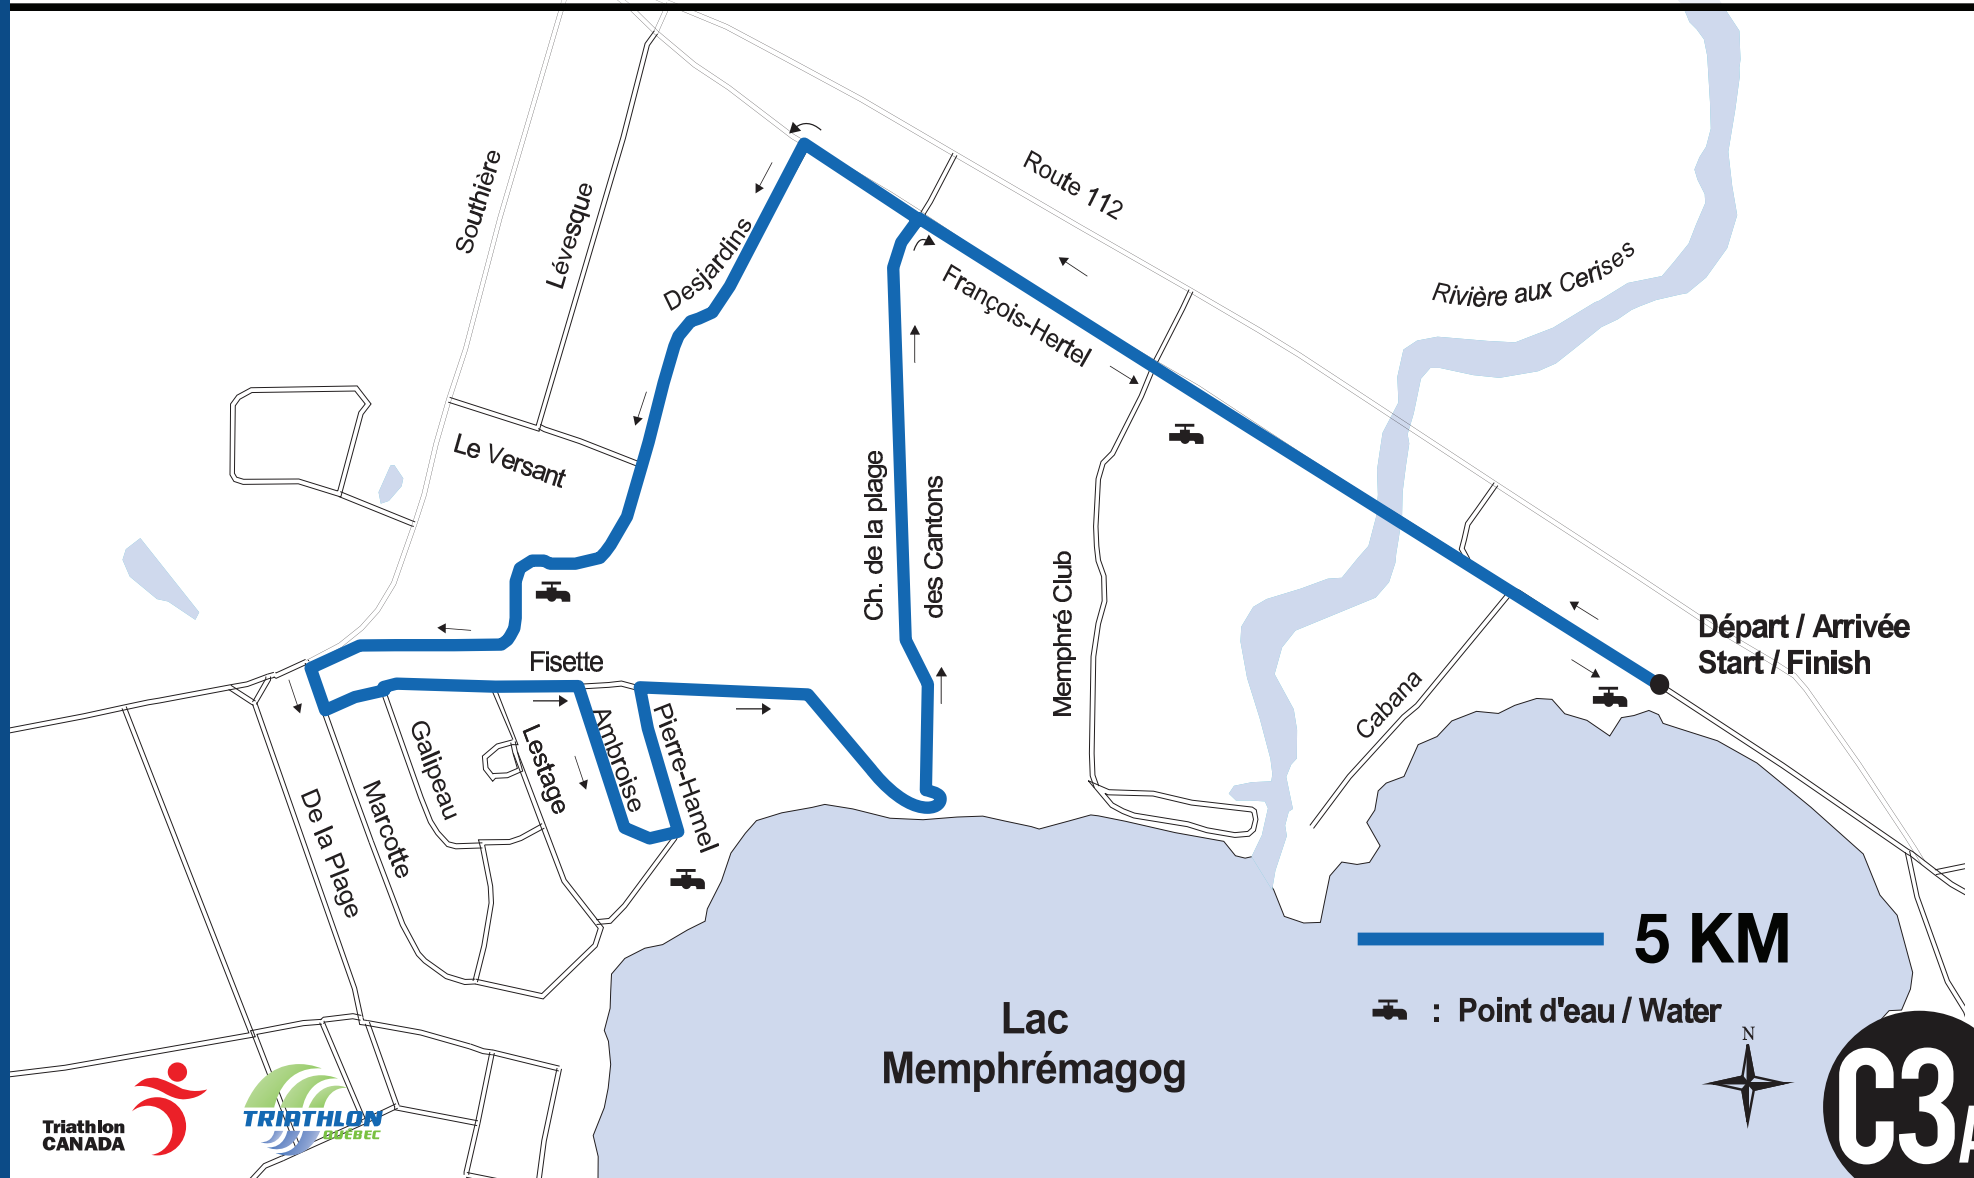 Route 112
Southière
Lévesque
Desjardins
François-Hertel
Rivière aux Cerises
Le Versant
Ch. de la plage
des Cantons
Memphré Club
Cabana
Départ / Arrivée
Start / Finish
Fisette
Galipeau
Lestage
Ambroise
Pierre-Hamel
De la Plage
Marcotte
5 KM
: Point d'eau / Water
Lac
Memphrémagog
N
Triathlon
CANADA
TRIATHLON
QUÉBEC
C3